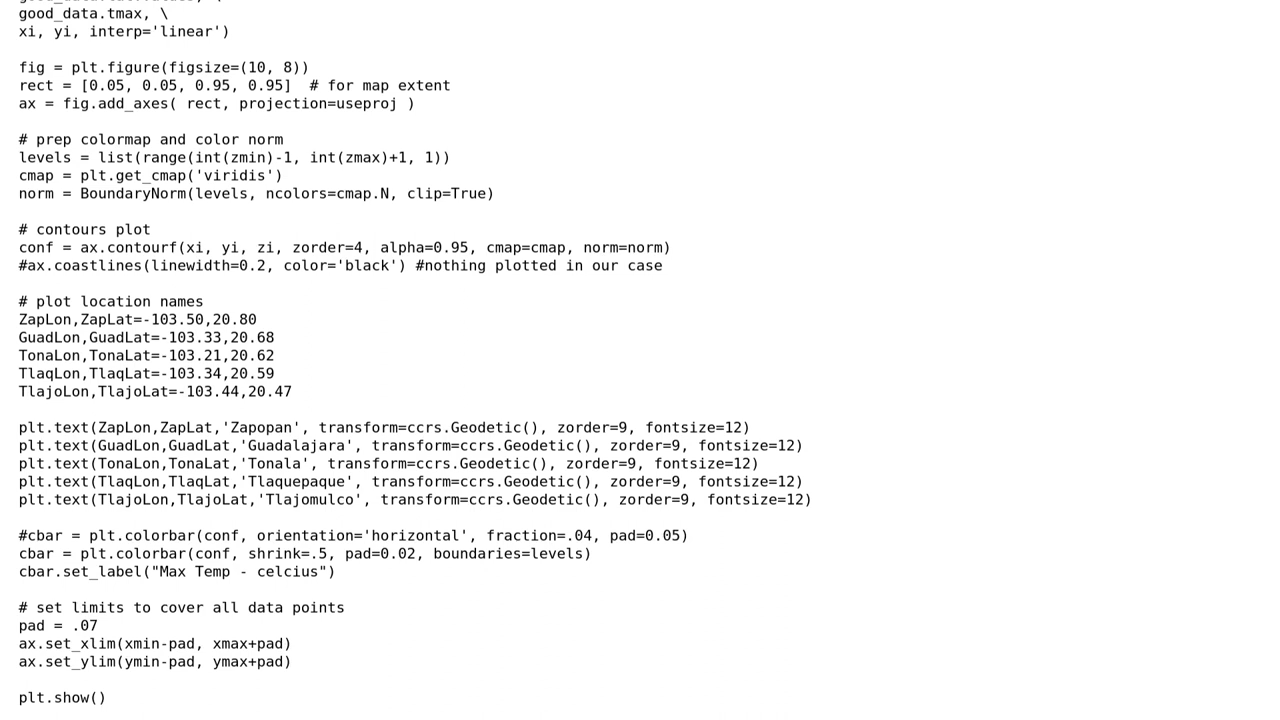 good_data.tmax, \
xi, yi, interp='linear')
fig = plt.figure(figsize=(10, 8))
rect = [0.05, 0.05, 0.95, 0.95]  # for map extent
ax = fig.add_axes( rect, projection=useproj )
# prep colormap and color norm
levels = list(range(int(zmin)-1, int(zmax)+1, 1))
cmap = plt.get_cmap('viridis')
norm = BoundaryNorm(levels, ncolors=cmap.N, clip=True)
# contours plot
conf = ax.contourf(xi, yi, zi, zorder=4, alpha=0.95, cmap=cmap, norm=norm)
#ax.coastlines(linewidth=0.2, color='black') #nothing plotted in our case
# plot location names
ZapLon,ZapLat=-103.50,20.80
GuadLon,GuadLat=-103.33,20.68
TonaLon,TonaLat=-103.21,20.62
TlaqLon,TlaqLat=-103.34,20.59
TlajoLon,TlajoLat=-103.44,20.47
plt.text(ZapLon,ZapLat,'Zapopan', transform=ccrs.Geodetic(), zorder=9, fontsize=12)
plt.text(GuadLon,GuadLat,'Guadalajara', transform=ccrs.Geodetic(), zorder=9, fontsize=12)
plt.text(TonaLon,TonaLat,'Tonala', transform=ccrs.Geodetic(), zorder=9, fontsize=12)
plt.text(TlaqLon,TlaqLat,'Tlaquepaque', transform=ccrs.Geodetic(), zorder=9, fontsize=12)
plt.text(TlajoLon,TlajoLat,'Tlajomulco', transform=ccrs.Geodetic(), zorder=9, fontsize=12)
#cbar = plt.colorbar(conf, orientation='horizontal', fraction=.04, pad=0.05)
cbar = plt.colorbar(conf, shrink=.5, pad=0.02, boundaries=levels)
cbar.set_label("Max Temp - celcius")
# set limits to cover all data points
pad = .07
ax.set_xlim(xmin-pad, xmax+pad)
ax.set_ylim(ymin-pad, ymax+pad)
plt.show()